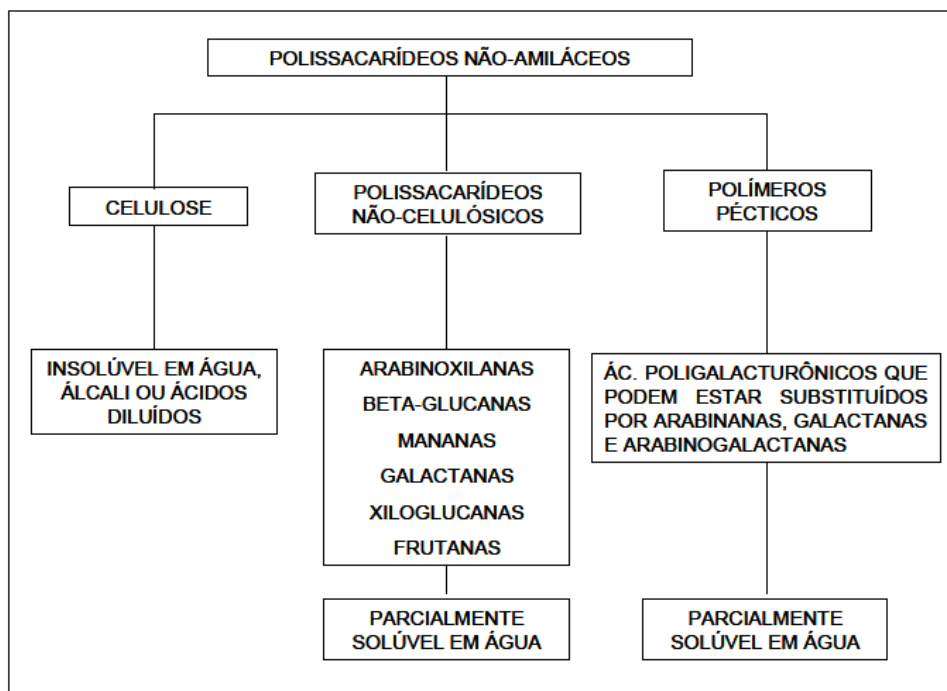 POLISSACARÍDEOS NÃO-AMILÁCEOS
CELULOSE
POLISSACARÍDEOS
NÃO-CELULÓSICOS
POLÍMEROS
PÉCTICOS
INSOLÚVEL EM ÁGUA,
ÁLCALI OU ÁCIDOS
DILUÍDOS
ARABINOXILANAS
BETA-GLUCANAS
MANANAS
GALACTANAS
XILOGLUCANAS
FRUTANAS
ÁC. POLIGALACTURÔNICOS QUE
PODEM ESTAR SUBSTITUÍDOS
POR ARABINANAS, GALACTANAS
E ARABINOGALACTANAS
PARCIALMENTE
SOLÚVEL EM ÁGUA
PARCIALMENTE
SOLÚVEL EM ÁGUA